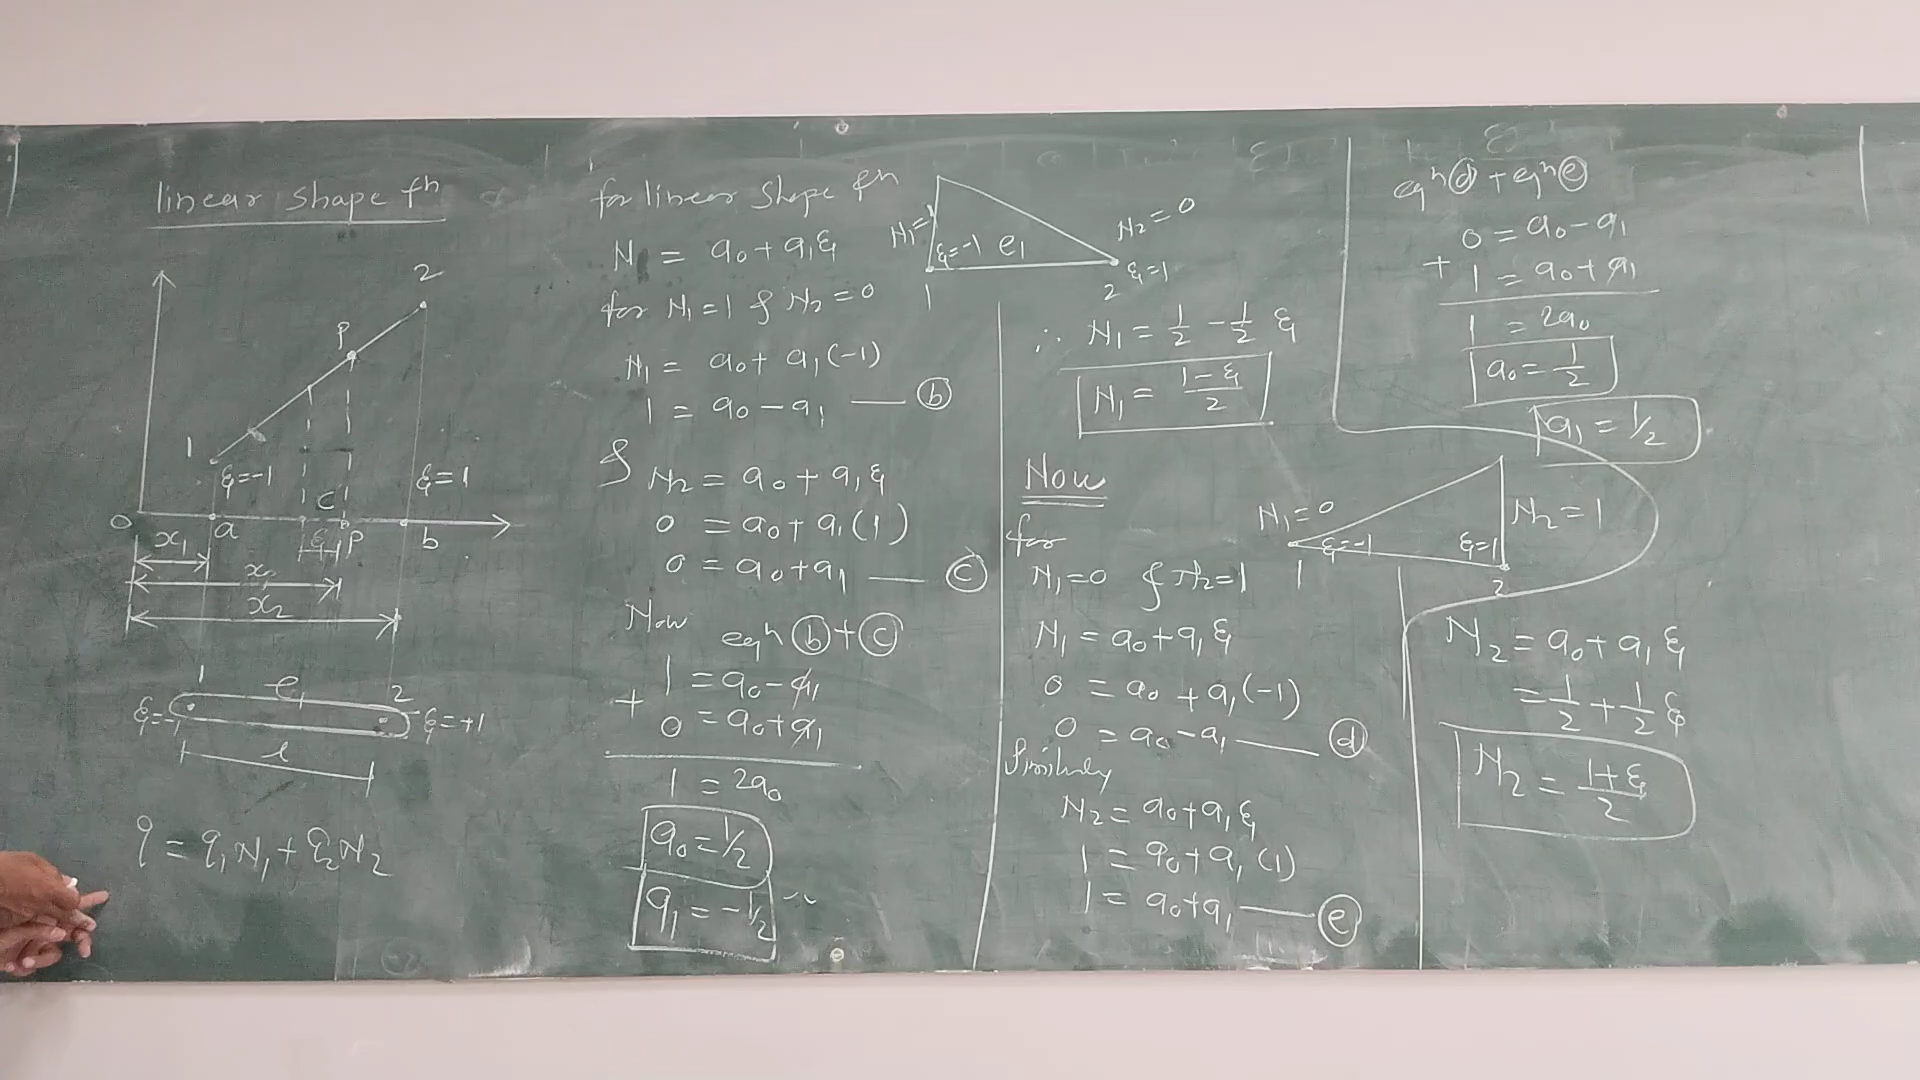 linear shape fn
2
P
1
ξ=-1
ξ=1
C
0
a
ξ
P
b
x1
x
x2
1
e
2
ξ=-1
ξ=+1
l
q = q1N1 + q2N2
for linear shape fn
N = a0 + a1ξ
for N1=1 & N2=0
N1 = a0 + a1(-1)
1 = a0 - a1 — (b)
& N2 = a0 + a1ξ
0 = a0 + a1(1)
0 = a0 + a1 — (c)
Now eqn (b) + (c)
1 = a0 - a1
+ 0 = a0 + a1
1 = 2a0
a0 = 1/2
a1 = -1/2
N1=1
ξ=-1
e1
N2=0
ξ=1
1
2
∴ N1 = 1/2 - 1/2 ξ
N1 = (1-ξ)/2
Now
for
N1=0 & N2=1
N1=0
ξ=-1
ξ=1
N2=1
1
2
N1 = a0 + a1ξ
0 = a0 + a1(-1)
0 = a0 - a1 — (d)
Similarly
N2 = a0 + a1ξ
1 = a0 + a1(1)
1 = a0 + a1 — (e)
eqn (d) + eqn (e)
0 = a0 - a1
+ 1 = a0 + a1
1 = 2a0
a0 = 1/2
a1 = 1/2
N2 = a0 + a1ξ
= 1/2 + 1/2 ξ
N2 = (1+ξ)/2